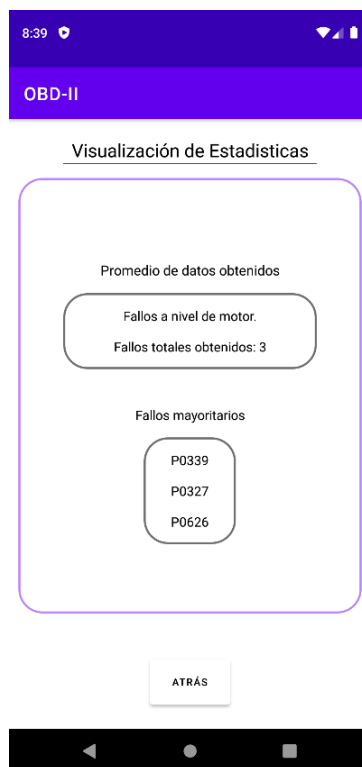 8:39
OBD-II
Visualización de Estadisticas
Promedio de datos obtenidos
Fallos a nivel de motor.
Fallos totales obtenidos: 3
Fallos mayoritarios
P0339
P0327
P0626
ATRÁS